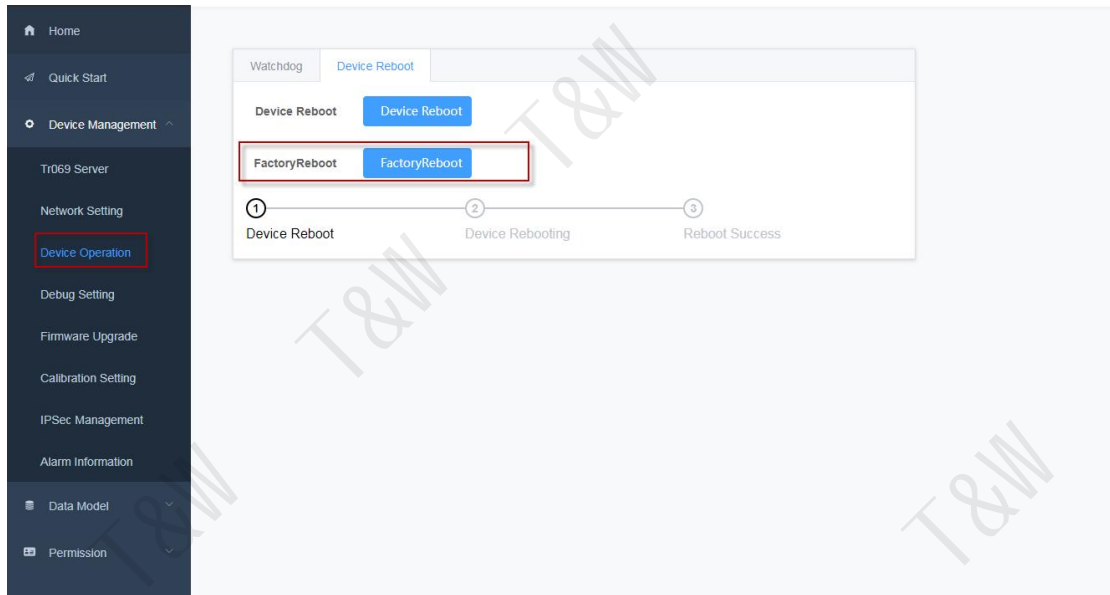 Home
Quick Start
Device Management
Tr069 Server
Network Setting
Device Operation
Debug Setting
Firmware Upgrade
Calibration Setting
IPSec Management
Alarm Information
Data Model
Permission
Watchdog Device Reboot
Device Reboot Device Reboot
FactoryReboot FactoryReboot
1 2 3
Device Reboot Device Rebooting Reboot Success
T&W
T&W
T&W
T&W